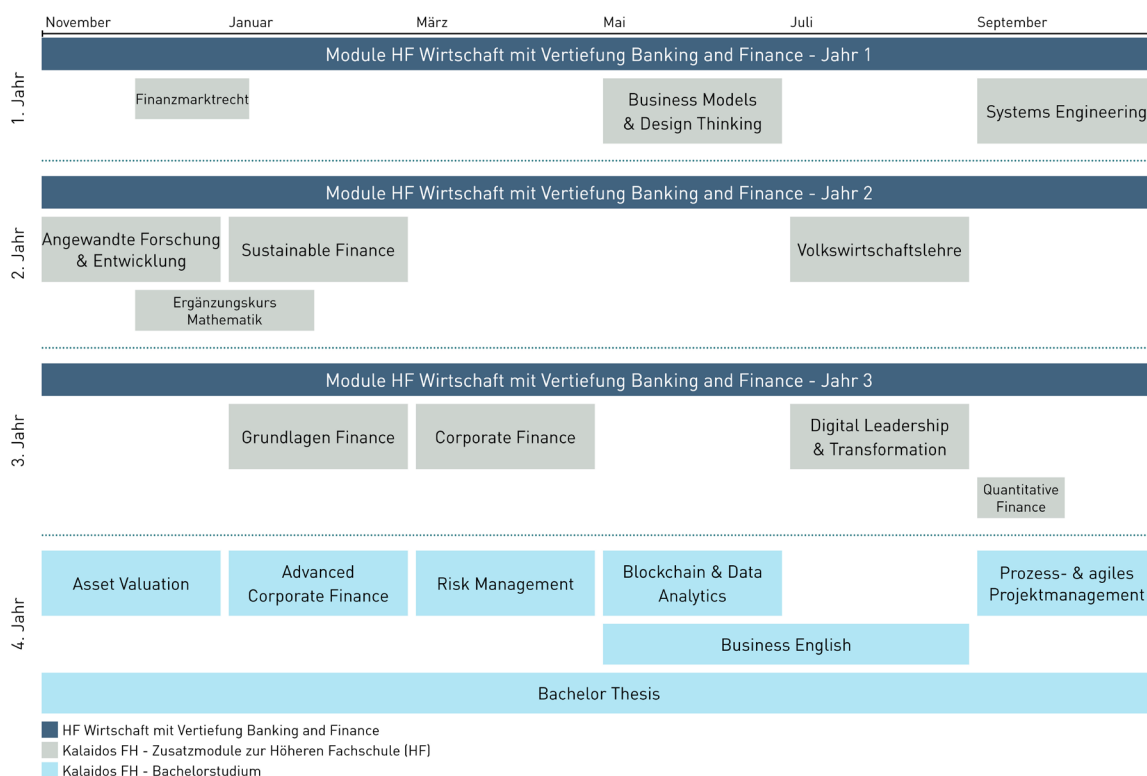 November Januar März Mai Juli September
1. Jahr
Module HF Wirtschaft mit Vertiefung Banking and Finance - Jahr 1
Finanzmarktrecht
Business Models
& Design Thinking
Systems Engineering
2. Jahr
Module HF Wirtschaft mit Vertiefung Banking and Finance - Jahr 2
Angewandte Forschung
& Entwicklung
Sustainable Finance
Volkswirtschaftslehre
Ergänzungskurs
Mathematik
3. Jahr
Module HF Wirtschaft mit Vertiefung Banking and Finance - Jahr 3
Grundlagen Finance
Corporate Finance
Digital Leadership
& Transformation
Quantitative
Finance
4. Jahr
Asset Valuation
Advanced
Corporate Finance
Risk Management
Blockchain & Data
Analytics
Prozess- & agiles
Projektmanagement
Business English
Bachelor Thesis
HF Wirtschaft mit Vertiefung Banking and Finance
Kalaidos FH - Zusatzmodule zur Höheren Fachschule (HF)
Kalaidos FH - Bachelorstudium